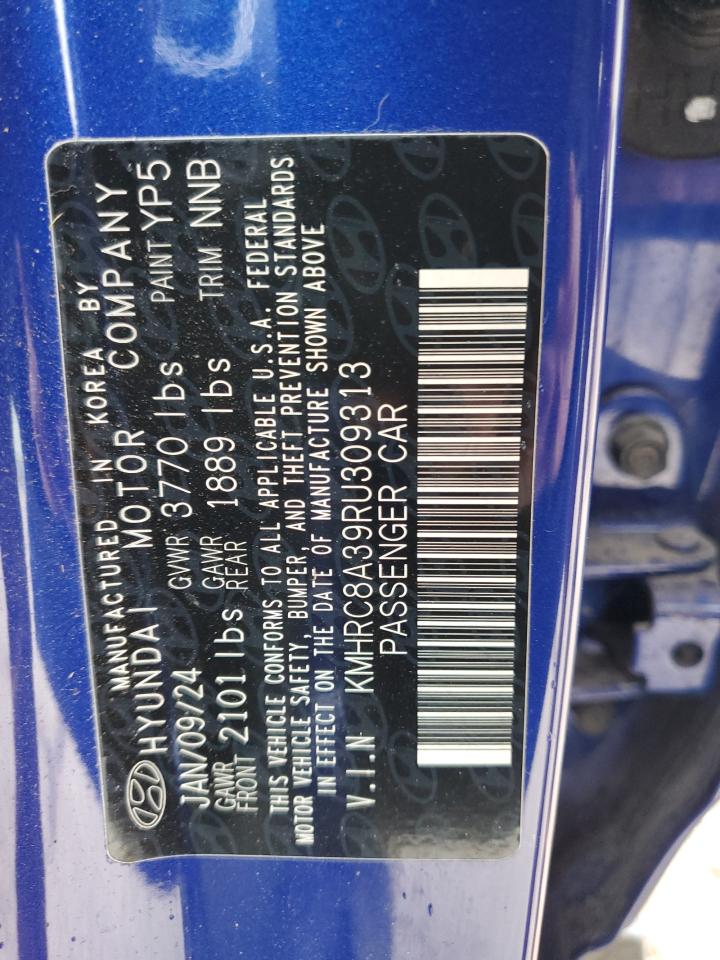 MANUFACTURED IN KOREA BY
HYUNDAI MOTOR COMPANY
JAN/09/24 GVWR 3770 lbs PAINT YP5
GAWR FRONT 2101 lbs GAWR REAR 1889 lbs TRIM NNB
THIS VEHICLE CONFORMS TO ALL APPLICABLE U.S.A. FEDERAL
MOTOR VEHICLE SAFETY, BUMPER, AND THEFT PREVENTION STANDARDS
IN EFFECT ON THE DATE OF MANUFACTURE SHOWN ABOVE
V.I.N KMHRC8A39RU309313
PASSENGER CAR